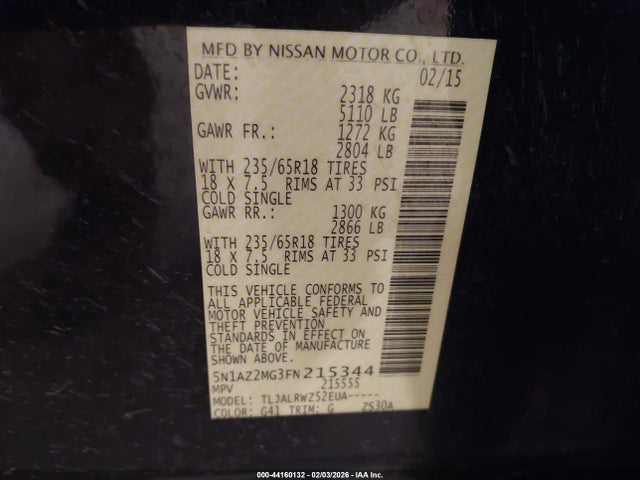 MFD BY NISSAN MOTOR CO., LTD.
DATE: 02/15
GVWR: 2318 KG
5110 LB
GAWR FR.: 1272 KG
2804 LB
WITH 235/65R18 TIRES
18 X 7.5 RIMS AT 33 PSI
COLD SINGLE
GAWR RR.: 1300 KG
2866 LB
WITH 235/65R18 TIRES
18 X 7.5 RIMS AT 33 PSI
COLD SINGLE
THIS VEHICLE CONFORMS TO
ALL APPLICABLE FEDERAL
MOTOR VEHICLE SAFETY AND
THEFT PREVENTION
STANDARDS IN EFFECT ON
THE DATE OF MANUFACTURE
SHOWN ABOVE.
5N1AZ2MG3FN215344
MPV 215555
MODEL: TLJALRWZ52EUA-----
COLOR: G41 TRIM: G ZS30A
000-44160132 - 02/03/2026 - IAA Inc.